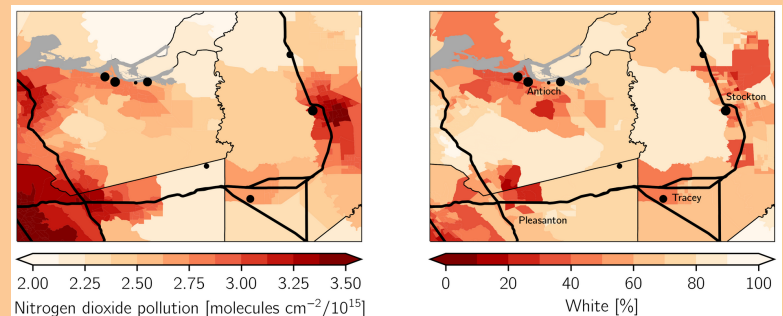 Antioch
Stockton
Tracey
Pleasanton
2.00 2.25 2.50 2.75 3.00 3.25 3.50
Nitrogen dioxide pollution [molecules cm⁻²/10¹⁵]
0 20 40 60 80 100
White [%]